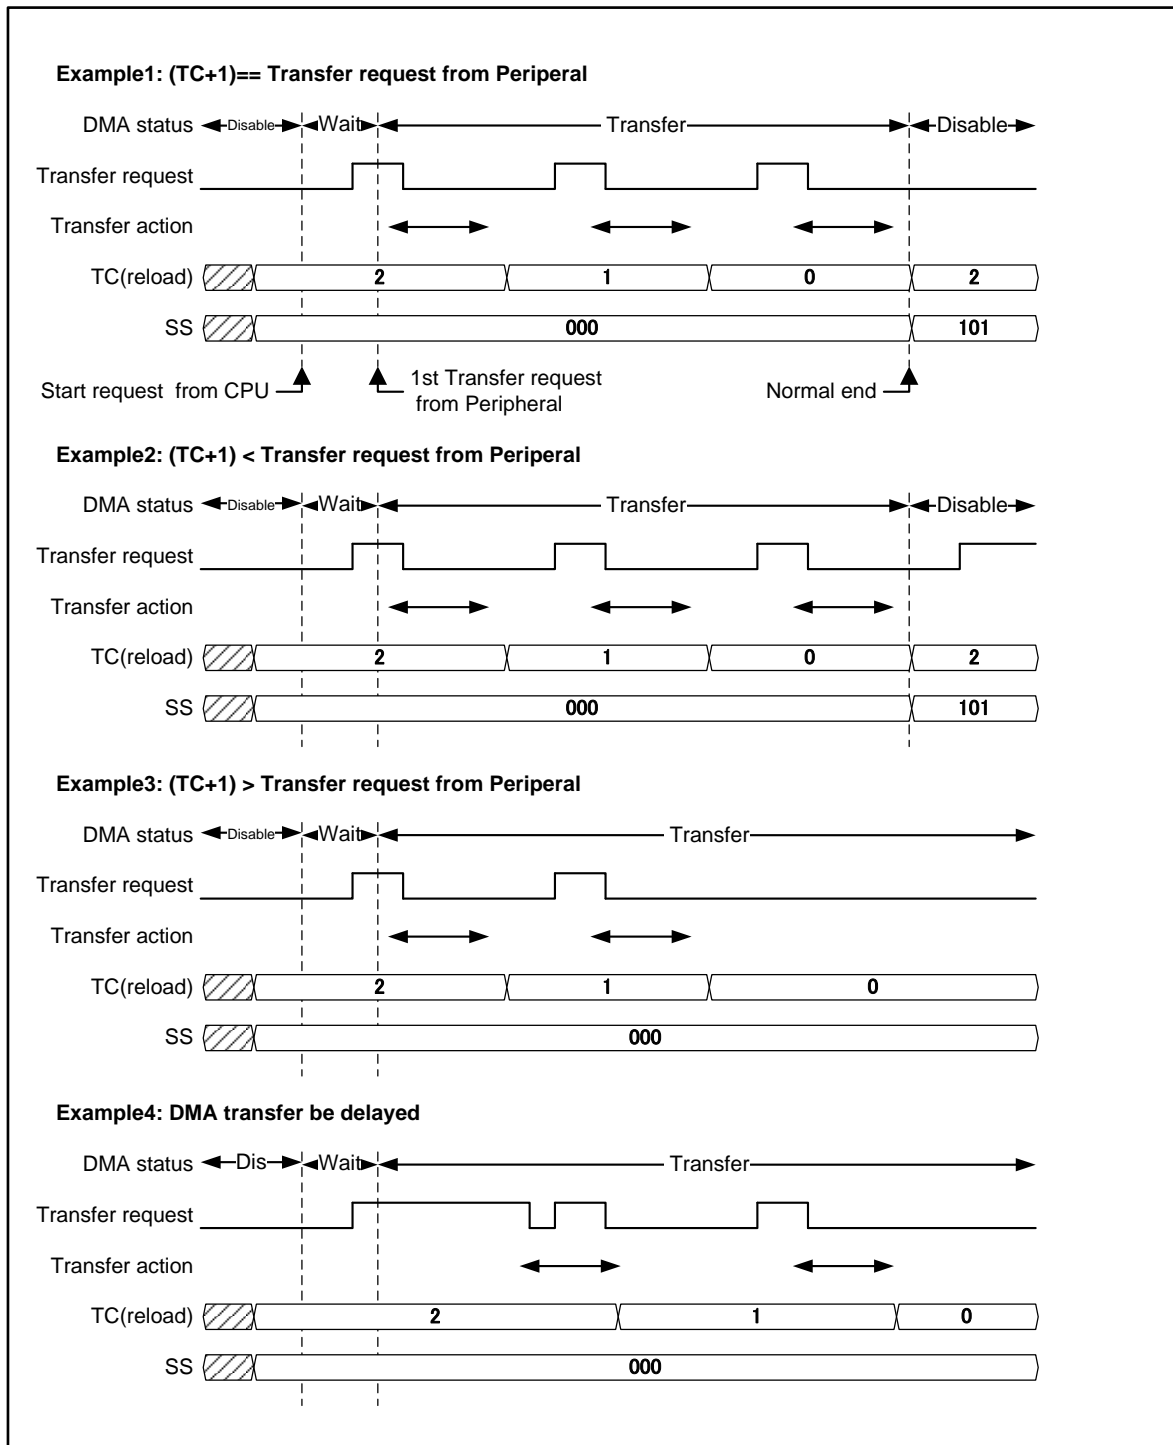 Example1: (TC+1)== Transfer request from Periperal
DMA status Disable Wait Transfer Disable
Transfer request
Transfer action
TC(reload) 2 1 0 2
SS 000 101
Start request from CPU 1st Transfer request Normal end
from Peripheral
Example2: (TC+1) < Transfer request from Periperal
DMA status Disable Wait Transfer Disable
Transfer request
Transfer action
TC(reload) 2 1 0 2
SS 000 101
Example3: (TC+1) > Transfer request from Periperal
DMA status Disable Wait Transfer
Transfer request
Transfer action
TC(reload) 2 1 0
SS 000
Example4: DMA transfer be delayed
DMA status Dis Wait Transfer
Transfer request
Transfer action
TC(reload) 2 1 0
SS 000